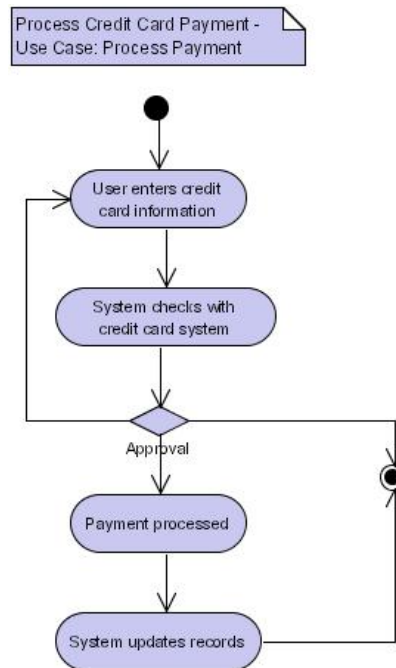 Process Credit Card Payment -
Use Case: Process Payment
User enters credit
card information
System checks with
credit card system
Approval
Payment processed
System updates records